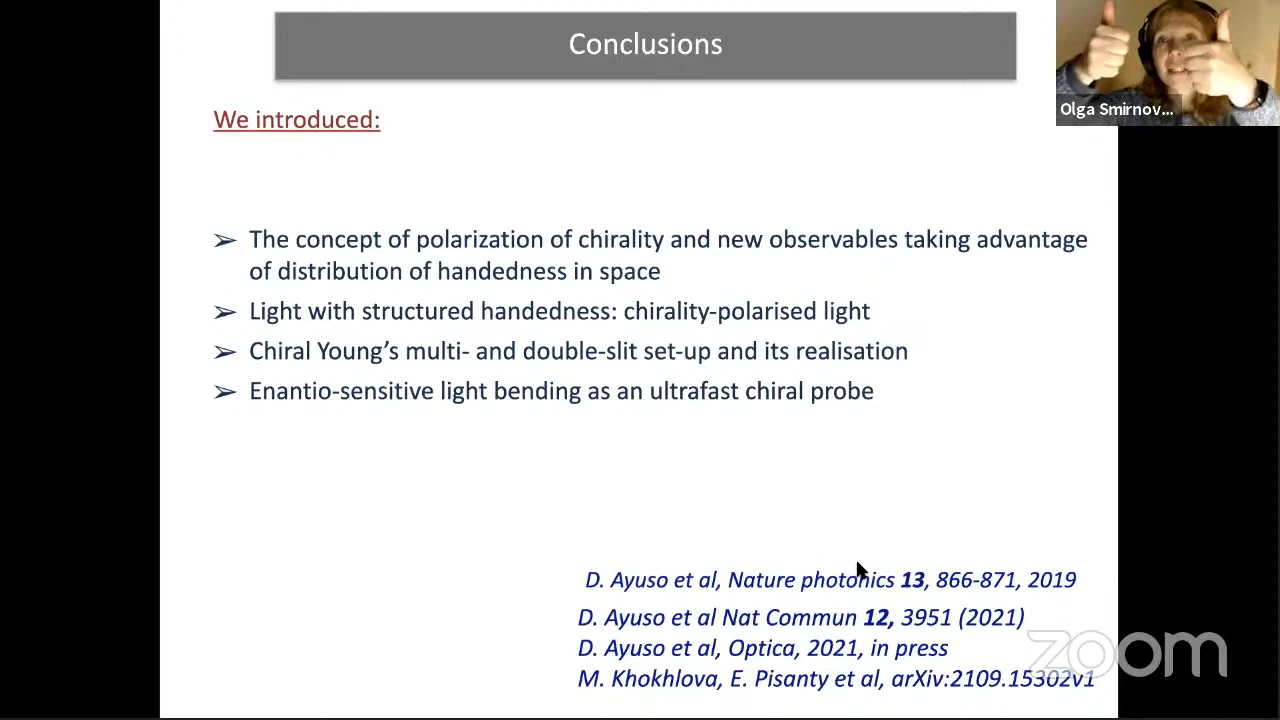 Conclusions
Olga Smirnov...
We introduced:
➢ The concept of polarization of chirality and new observables taking advantage
of distribution of handedness in space
➢ Light with structured handedness: chirality-polarised light
➢ Chiral Young’s multi- and double-slit set-up and its realisation
➢ Enantio-sensitive light bending as an ultrafast chiral probe
D. Ayuso et al, Nature photonics 13, 866-871, 2019
D. Ayuso et al Nat Commun 12, 3951 (2021)
D. Ayuso et al, Optica, 2021, in press
M. Khokhlova, E. Pisanty et al, arXiv:2109.15302v1
zoom